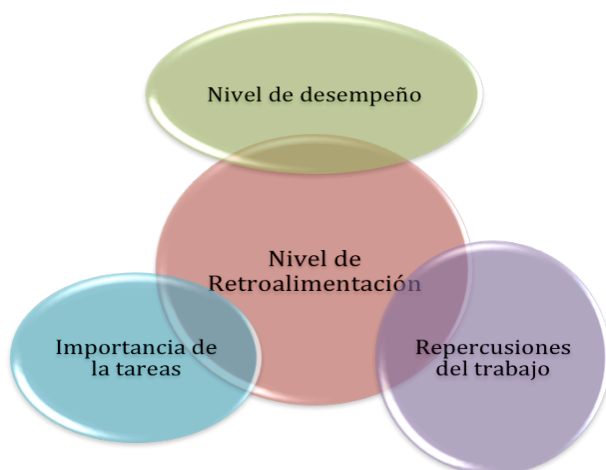 Nivel de desempeño
Nivel de
Retroalimentación
Importancia de
la tareas
Repercusiones
del trabajo